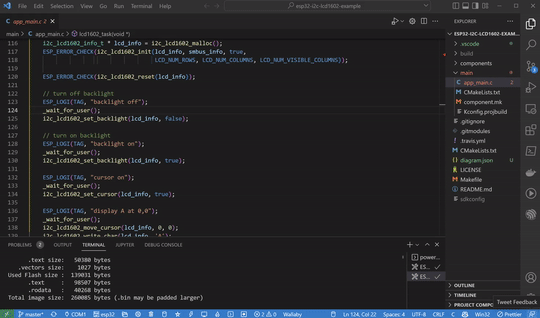 File Edit Selection View Go Run Terminal Help
esp32-i2c-lcd1602-example
app_main.c 2
main > app_main.c > lcd1602_task(void *)
116 i2c_lcd1602_info_t * lcd_info = i2c_lcd1602_malloc();
117 ESP_ERROR_CHECK(i2c_lcd1602_init(lcd_info, smbus_info, true,
118 LCD_NUM_ROWS, LCD_NUM_COLUMNS, LCD_NUM_VISIBLE_COLUMNS));
119
120 ESP_ERROR_CHECK(i2c_lcd1602_reset(lcd_info));
121
122 // turn off backlight
123 ESP_LOGI(TAG, "backlight off");
124 _wait_for_user();
125 i2c_lcd1602_set_backlight(lcd_info, false);
126
127 // turn on backlight
128 ESP_LOGI(TAG, "backlight on");
129 _wait_for_user();
130 i2c_lcd1602_set_backlight(lcd_info, true);
131
132 ESP_LOGI(TAG, "cursor on");
133 _wait_for_user();
134 i2c_lcd1602_set_cursor(lcd_info, true);
135
136 ESP_LOGI(TAG, "display A at 0,0");
137 _wait_for_user();
138 i2c_lcd1602_move_cursor(lcd_info, 0, 0);
139 i2c_lcd1602_write_char(lcd_info, 'A');
EXPLORER
ESP32-I2C-LCD1602-EXAM...
.vscode
build
components
main
app_main.c 2
CMakeLists.txt
component.mk
Kconfig.projbuild
.gitignore
.gitmodules
.travis.yml
CMakeLists.txt
diagram.json U
LICENSE
Makefile
README.md
sdkconfig
OUTLINE
TIMELINE
PROJECT COMPO
PROBLEMS 2 OUTPUT TERMINAL JUPYTER DEBUG CONSOLE
.text size: 50380 bytes
.vectors size: 1027 bytes
Used Flash size : 139031 bytes
.text : 98507 bytes
.rodata : 40268 bytes
Total image size: 260085 bytes (.bin may be padded larger)
power...
ES...
ES...
Tweet Feedback
master* COM1 esp32 2 0 Wallaby Ln 124, Col 22 Spaces: 4 UTF-8 CRLF C Win32 Prettier